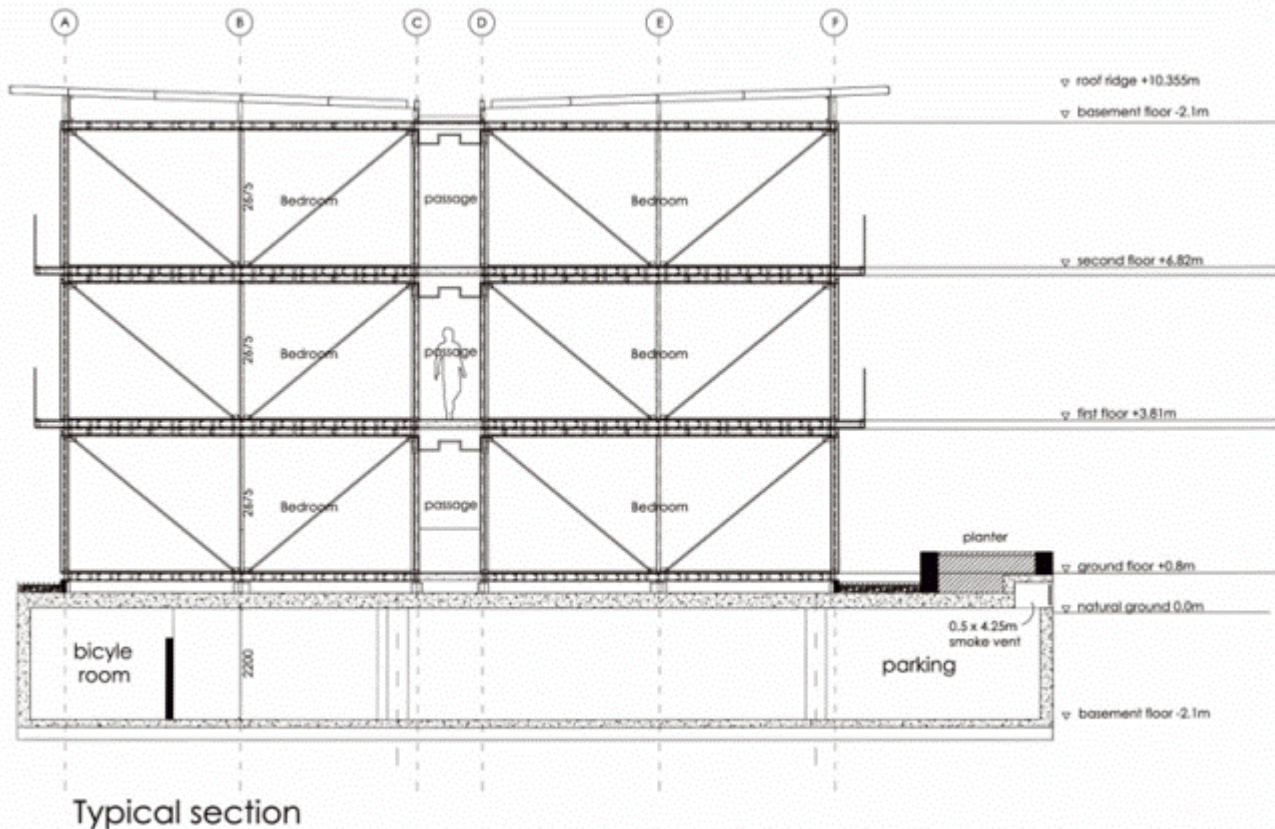 A B C D E F
roof ridge +10.355m
basement floor -2.1m
2675
Bedroom
passage
Bedroom
second floor +6.82m
2675
Bedroom
passage
Bedroom
first floor +3.81m
2675
Bedroom
passage
Bedroom
planter
ground floor +0.8m
natural ground 0.0m
0.5 x 4.25m
smoke vent
bicyle
room
2200
parking
basement floor -2.1m
Typical section